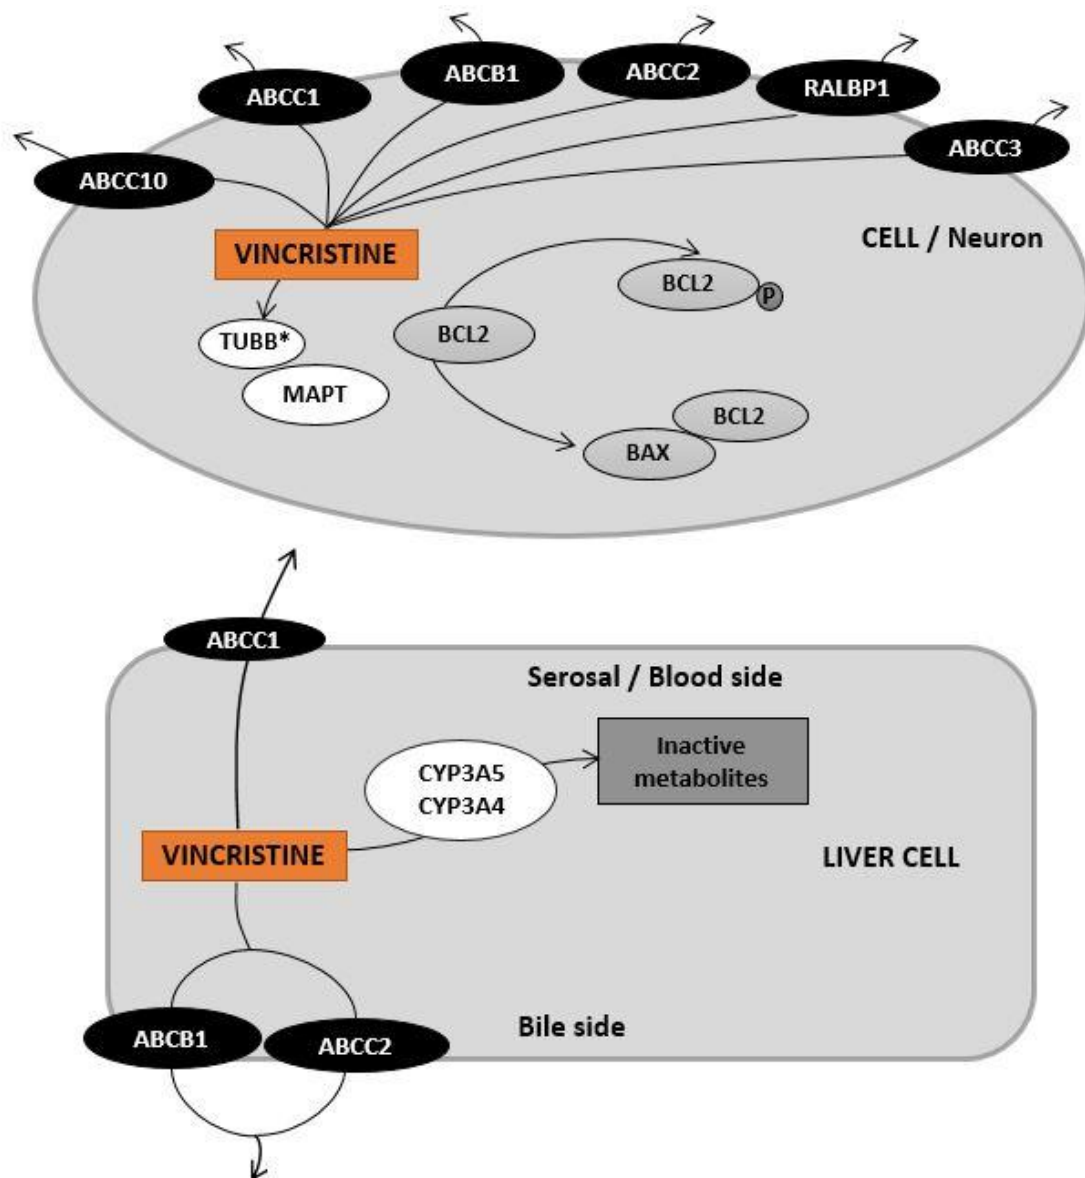 ABCB1
ABCC2
ABCC1
RALBP1
ABCC3
ABCC10
VINCRISTINE
CELL / Neuron
BCL2
P
TUBB*
BCL2
MAPT
BCL2
BAX
ABCC1
Serosal / Blood side
Inactive
metabolites
CYP3A5
CYP3A4
VINCRISTINE
LIVER CELL
Bile side
ABCB1
ABCC2